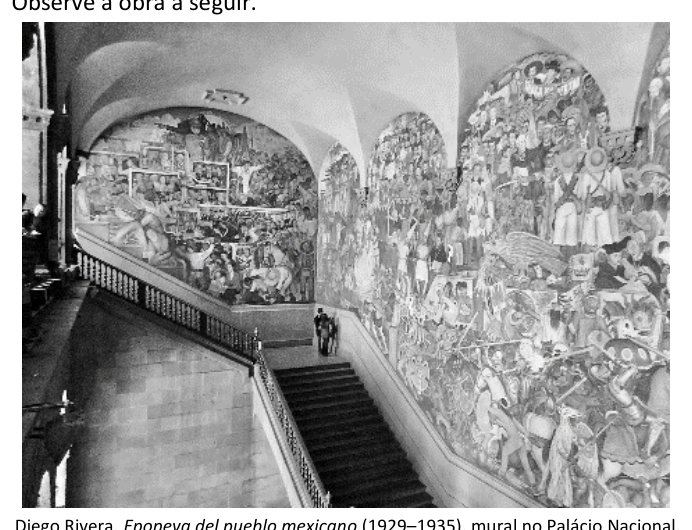 Observe a obra a seguir.
Diego Rivera. Epopeya del pueblo mexicano (1929–1935), mural no Palácio Nacional